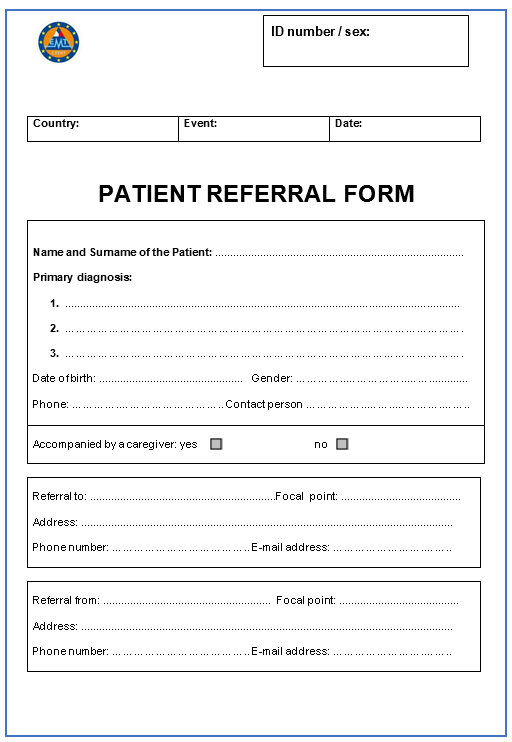 EMT
ID number / sex:
Country: Event: Date:
PATIENT REFERRAL FORM
Name and Surname of the Patient: ....................................................................................
Primary diagnosis:
1. ....................................................................................................................................
2. ………………………………………………………………………………………………….
3. ………………………………………………………………………………………………….
Date of birth: ................................................ Gender: …………………...……………..............
Phone: …………………………………….. Contact person ……………………………….….……..
Accompanied by a caregiver: yes no
Referral to: ..............................................................Focal point: ........................................
Address: ............................................................................................................................
Phone number: ………………………………...E-mail address: …………………………..……..
Referral from: ........................................................ Focal point: ........................................
Address: ............................................................................................................................
Phone number: ………………………………...E-mail address: …………………………..……..